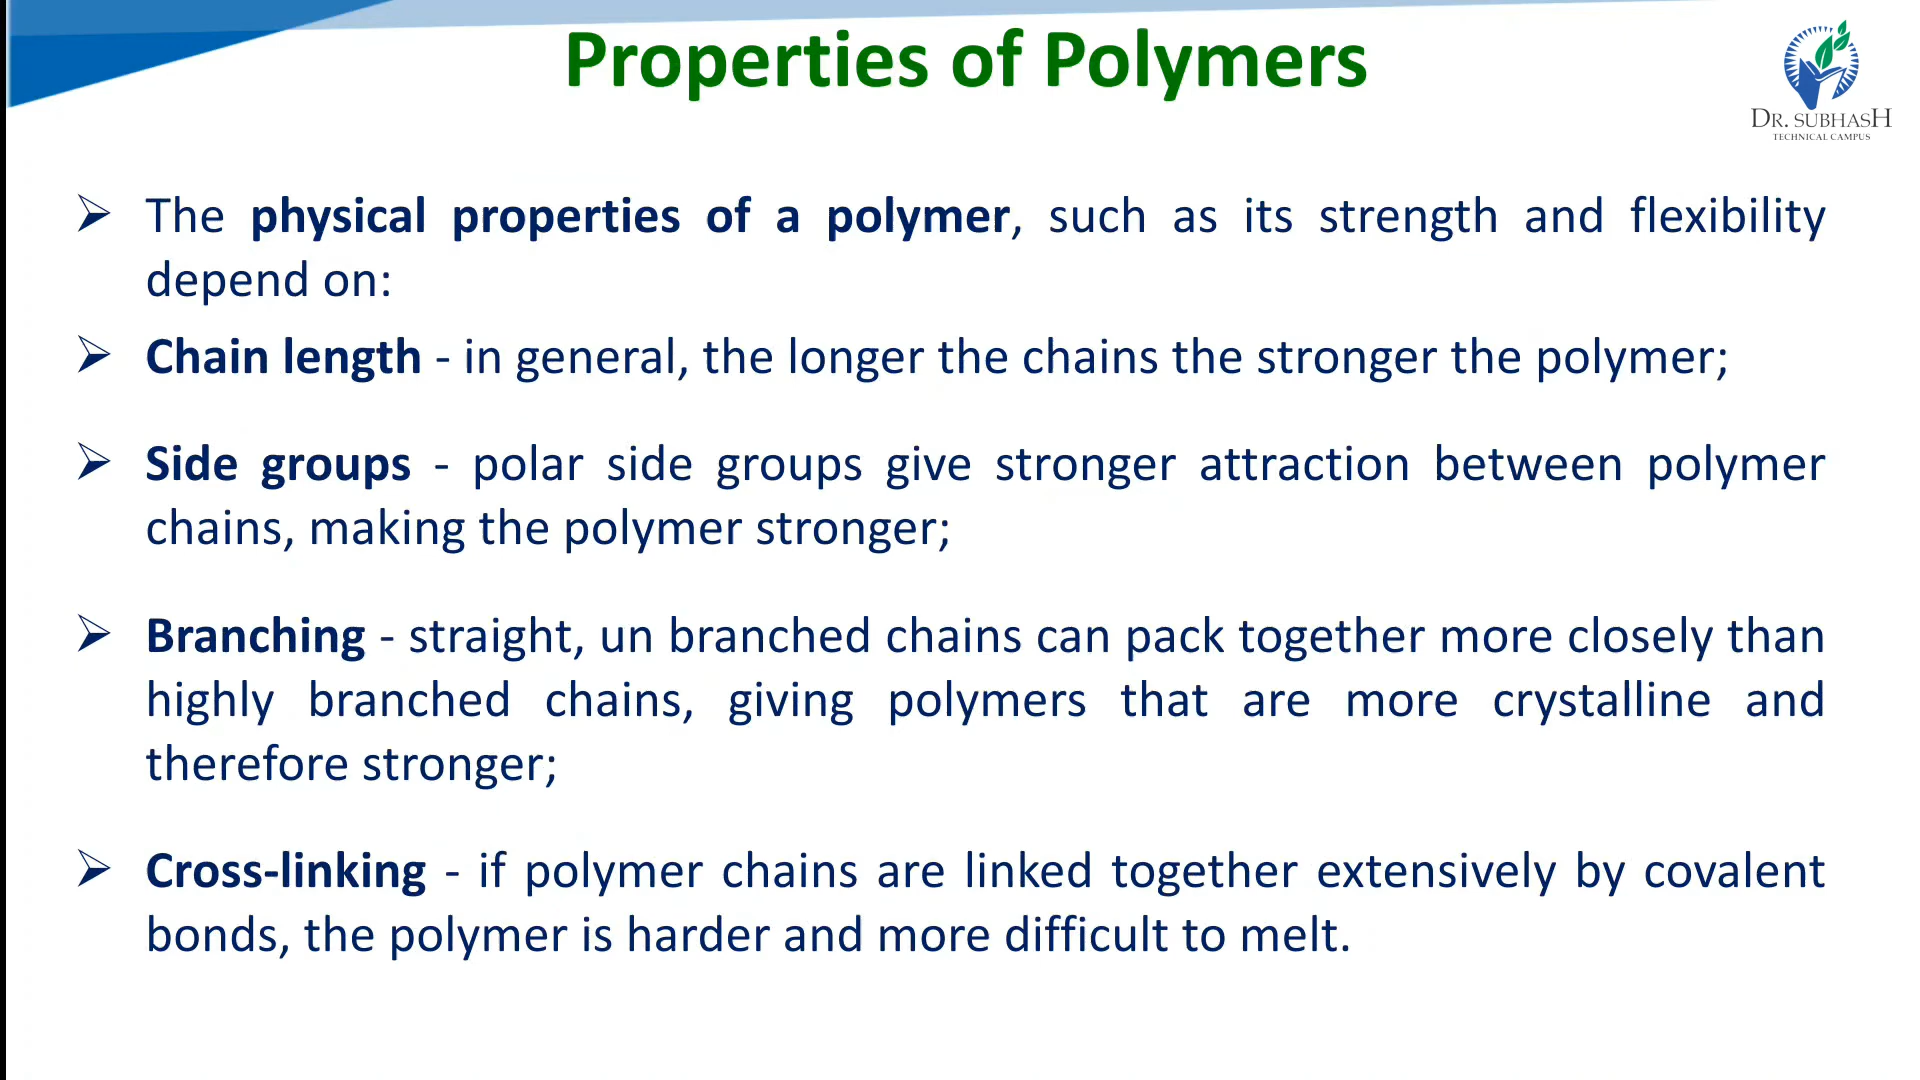 Properties of Polymers
DR. SUBHASH
TECHNICAL CAMPUS
➢ The physical properties of a polymer, such as its strength and flexibility
depend on:
➢ Chain length - in general, the longer the chains the stronger the polymer;
➢ Side groups - polar side groups give stronger attraction between polymer
chains, making the polymer stronger;
➢ Branching - straight, un branched chains can pack together more closely than
highly branched chains, giving polymers that are more crystalline and
therefore stronger;
➢ Cross-linking - if polymer chains are linked together extensively by covalent
bonds, the polymer is harder and more difficult to melt.